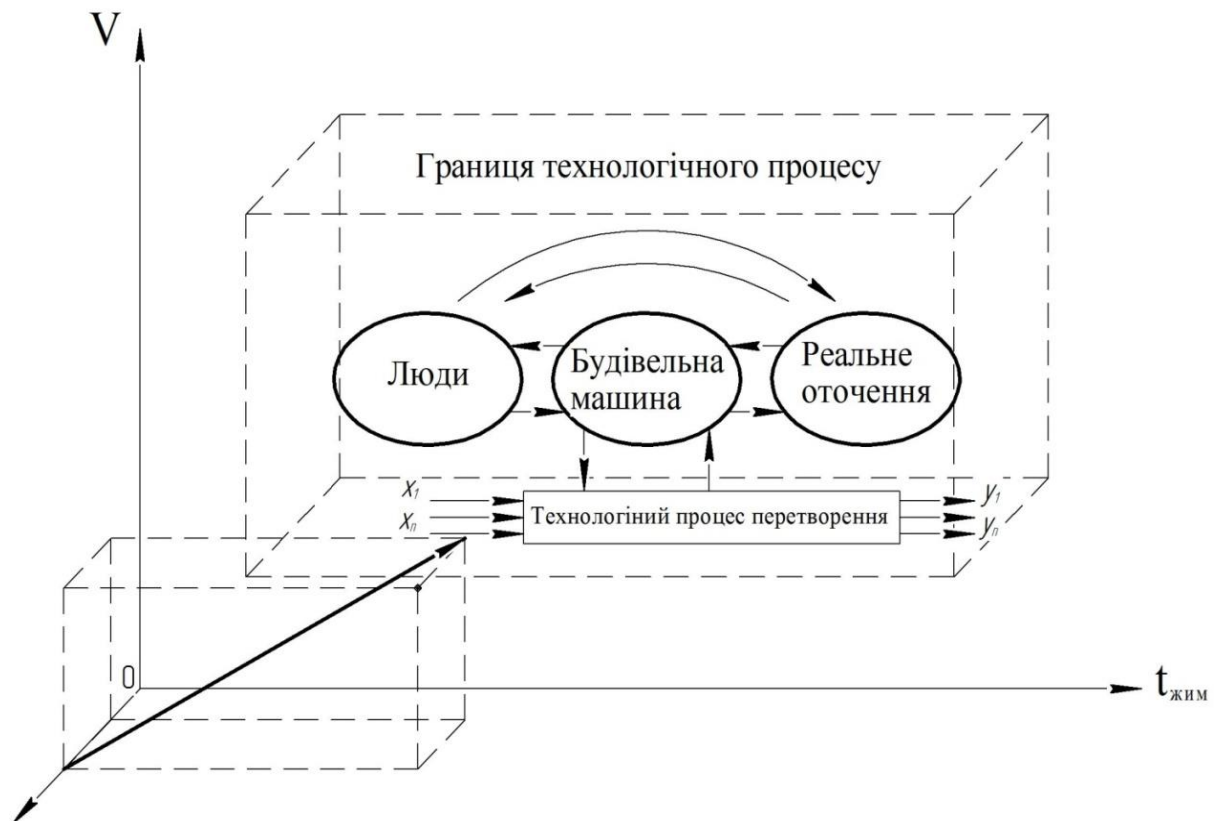 V
Границя технологічного процесу
Люди
Будівельна
машина
Реальне
оточення
x₁
xₙ
Технологіний процес перетворення
y₁
yₙ
0
tжим